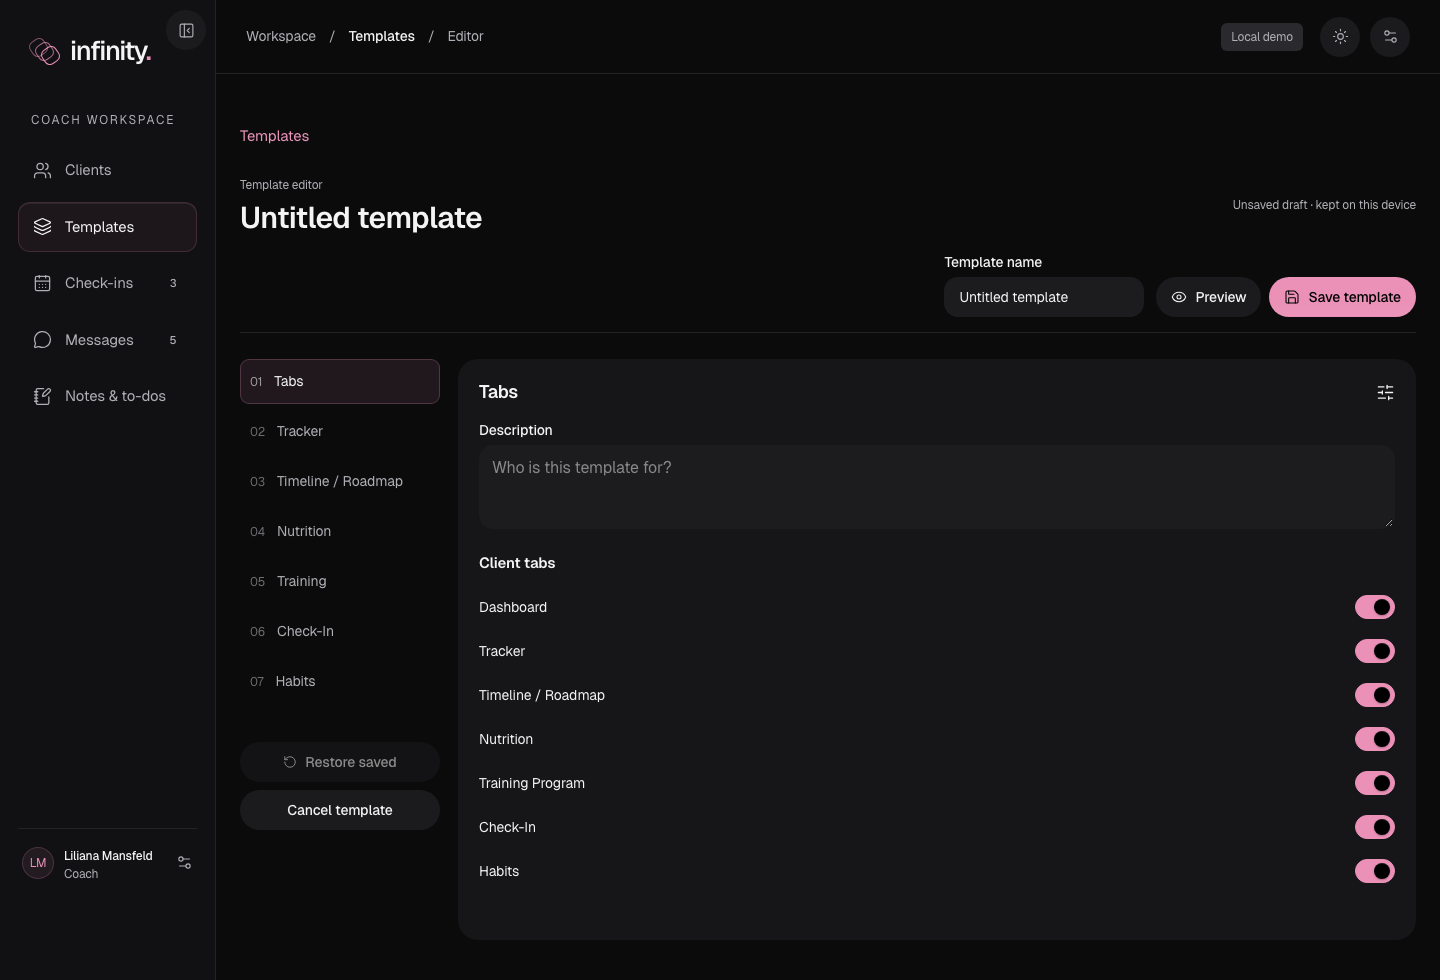 infinity.
COACH WORKSPACE
Clients
Templates
Check-ins 3
Messages 5
Notes & to-dos
LM
Liliana Mansfeld
Coach
Workspace / Templates / Editor
Local demo
Templates
Template editor
Untitled template
Unsaved draft · kept on this device
Template name
Untitled template
Preview
Save template
01 Tabs
02 Tracker
03 Timeline / Roadmap
04 Nutrition
05 Training
06 Check-In
07 Habits
Restore saved
Cancel template
Tabs
Description
Who is this template for?
Client tabs
Dashboard
Tracker
Timeline / Roadmap
Nutrition
Training Program
Check-In
Habits